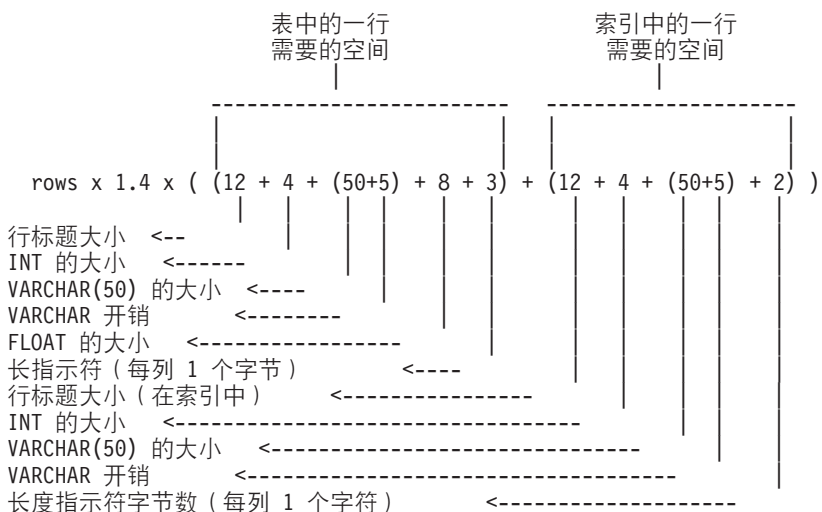 表中的一行 索引中的一行
需要的空间 需要的空间
rows x 1.4 x ( (12 + 4 + (50+5) + 8 + 3) + (12 + 4 + (50+5) + 2) )
行标题大小 <--
INT 的大小 <------
VARCHAR(50) 的大小 <----
VARCHAR 开销 <--------
FLOAT 的大小 <-----------------
长指示符（每列 1 个字节） <----
行标题大小（在索引中） <----------------
INT 的大小 <----------------------------------
VARCHAR(50) 的大小 <-------------------------------
VARCHAR 开销 <------------------------------------
长度指示符字节数（每列 1 个字符） <--------------------